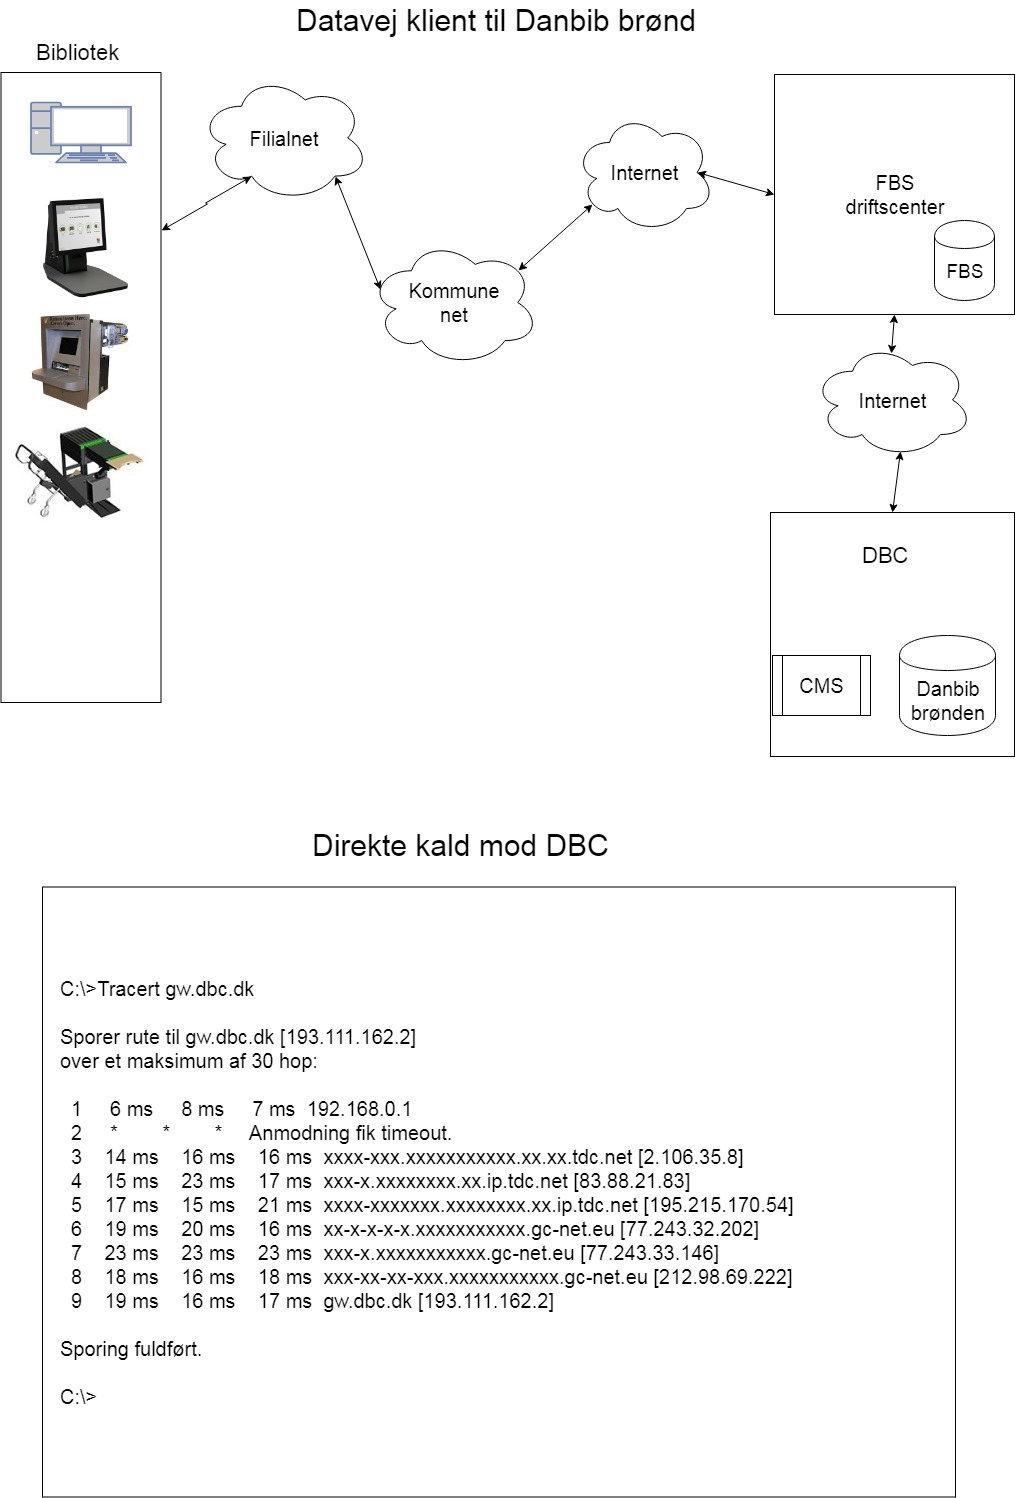 Datavej klient til Danbib brønd
Bibliotek
Filialnet
Internet
FBS
driftscenter
FBS
Kommune
net
Internet
DBC
CMS
Danbib
brønden
Direkte kald mod DBC
C:\>Tracert gw.dbc.dk
Sporer rute til gw.dbc.dk [193.111.162.2]
over et maksimum af 30 hop:
1 6 ms 8 ms 7 ms 192.168.0.1
2 * * * Anmodning fik timeout.
3 14 ms 16 ms 16 ms xxxx-xxx.xxxxxxxxxxx.xx.xx.tdc.net [2.106.35.8]
4 15 ms 23 ms 17 ms xxx-x.xxxxxxxx.xx.ip.tdc.net [83.88.21.83]
5 17 ms 15 ms 21 ms xxxx-xxxxxxx.xxxxxxxx.xx.ip.tdc.net [195.215.170.54]
6 19 ms 20 ms 16 ms xx-x-x-x-x.xxxxxxxxxxx.gc-net.eu [77.243.32.202]
7 23 ms 23 ms 23 ms xxx-x.xxxxxxxxxxx.gc-net.eu [77.243.33.146]
8 18 ms 16 ms 18 ms xxx-xx-xx-xxx.xxxxxxxxxxx.gc-net.eu [212.98.69.222]
9 19 ms 16 ms 17 ms gw.dbc.dk [193.111.162.2]
Sporing fuldført.
C:\>